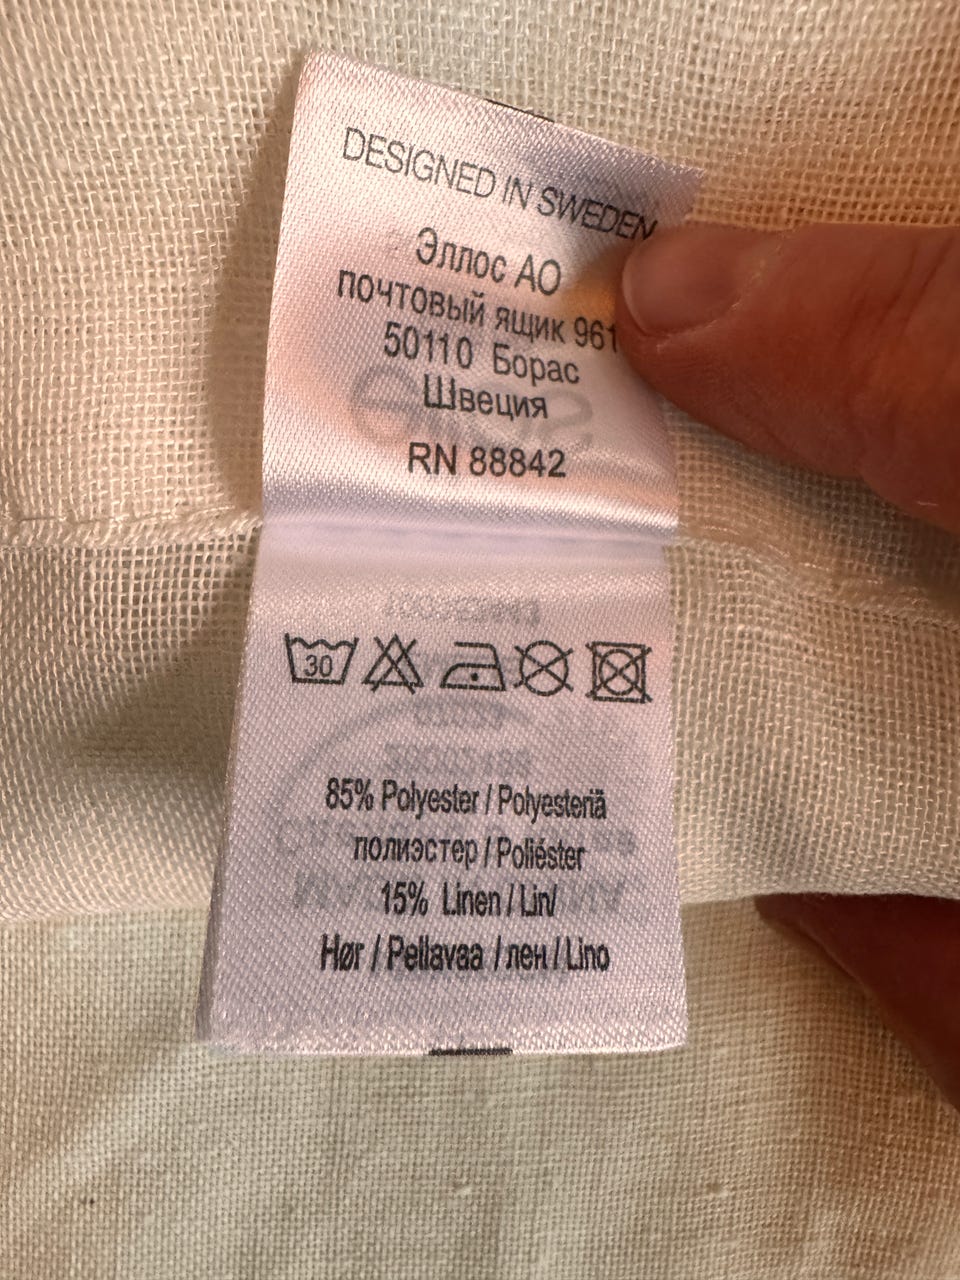 DESIGNED IN SWEDEN
Эллос АО
почтовый ящик 961
50110 Борас
Швеция
RN 88842
30
85% Polyester / Polyesteriä
полиэстер / Poliéster
15% Linen / Lin/
Hør / Pellavaa / лен / Lino